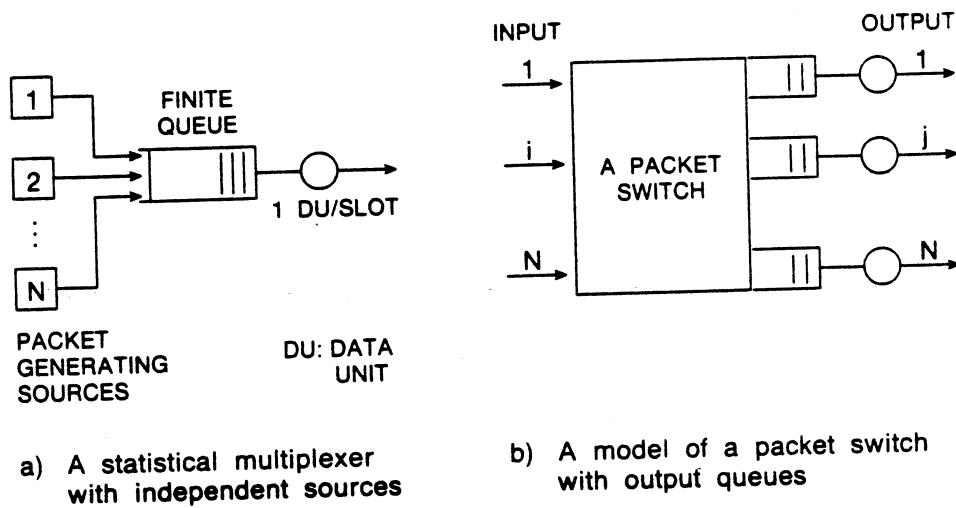 1
2
⋮
N
FINITE
QUEUE
1 DU/SLOT
PACKET
GENERATING
SOURCES
DU: DATA
UNIT
a) A statistical multiplexer
with independent sources
INPUT
OUTPUT
1
i
N
A PACKET
SWITCH
1
j
N
b) A model of a packet switch
with output queues